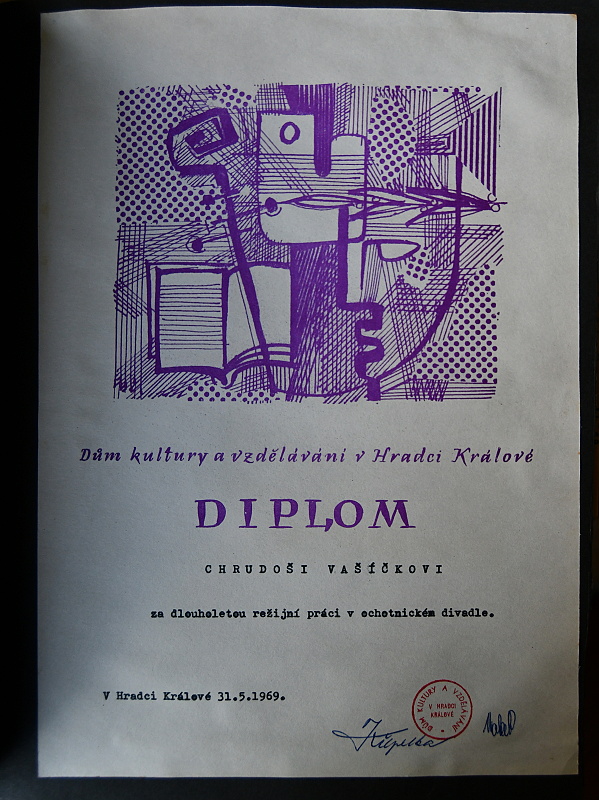 Dům kultury a vzdělávání v Hradci Králové
DIPLOM
CHRUDOŠI VAŠÍČKOVI
za dlouholetou režijní práci v ochotnickém divadle.
V Hradci Králové 31.5.1969.
DŮM KULTURY A VZDĚLÁVÁNÍ
V HRADCI
KRÁLOVÉ